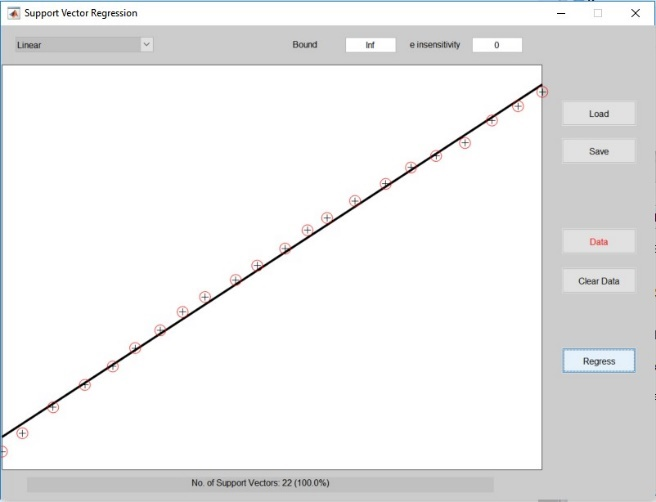 Support Vector Regression
Linear
Bound
Inf
e insensitivity
0
Load
Save
Data
Clear Data
Regress
No. of Support Vectors: 22 (100.0%)